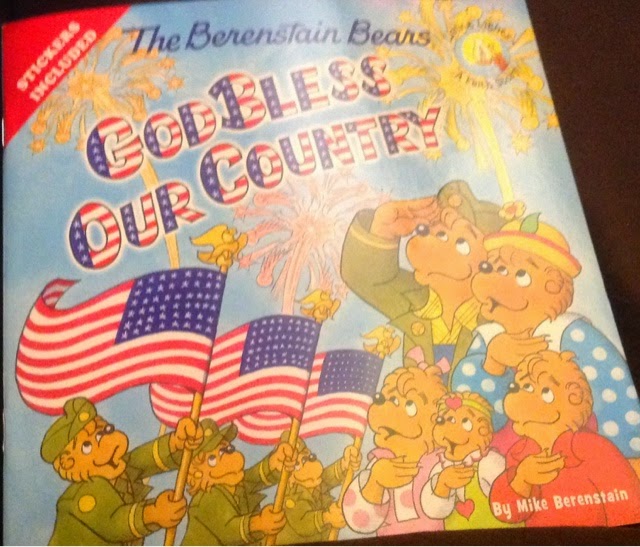 STICKERS
INCLUDED
The Berenstain Bears
GOD BLESS
OUR COUNTRY
By Mike Berenstain